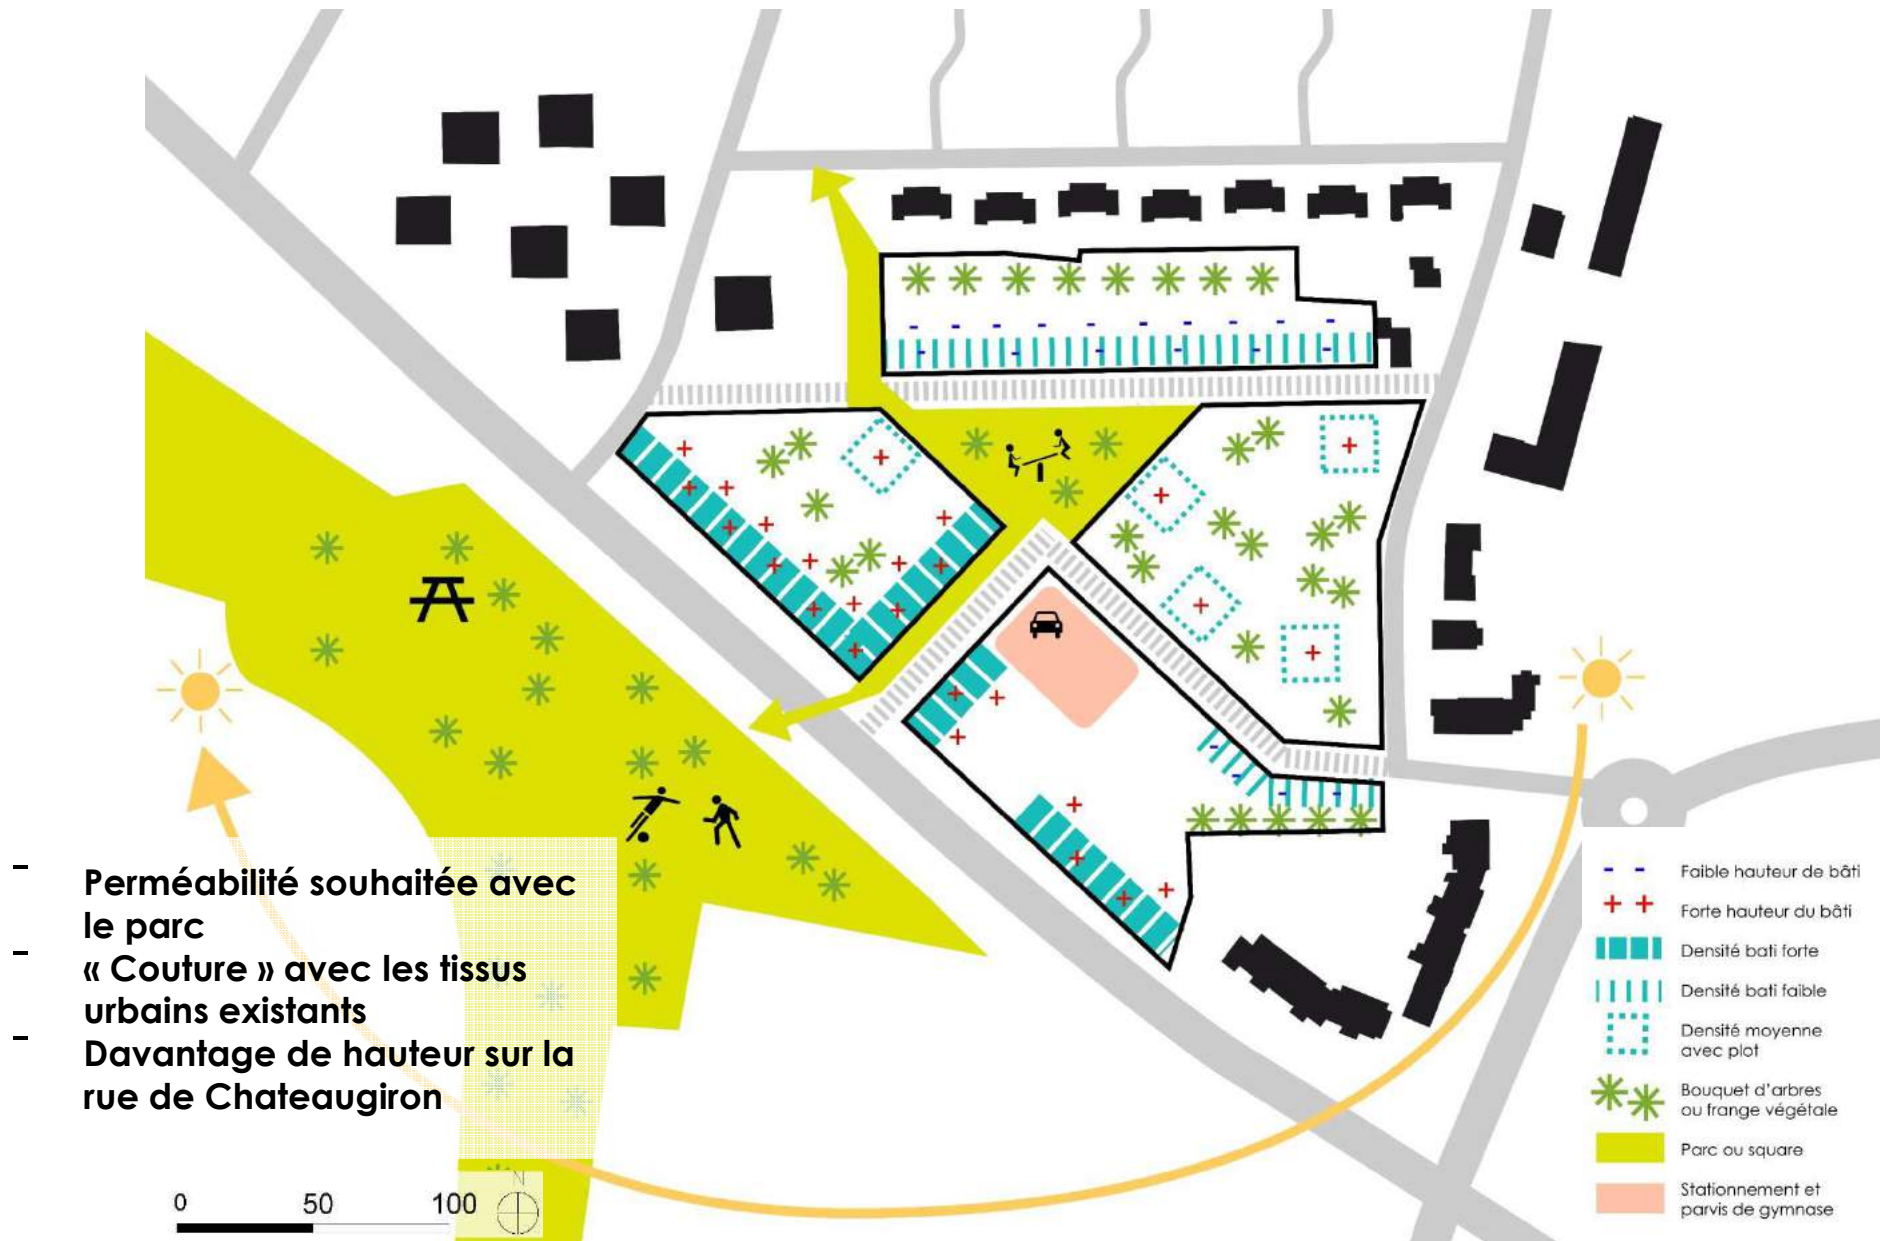 - Perméabilité souhaitée avec
le parc
- « Couture » avec les tissus
urbains existants
- Davantage de hauteur sur la
rue de Chateaugiron
0 50 100 N
- - Faible hauteur de bâti
+ + Forte hauteur du bâti
Densité bati forte
Densité bati faible
Densité moyenne
avec plot
Bouquet d'arbres
ou frange végétale
Parc ou square
Stationnement et
parvis de gymnase